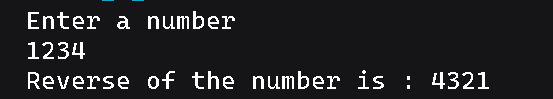 Enter a number
1234
Reverse of the number is : 4321